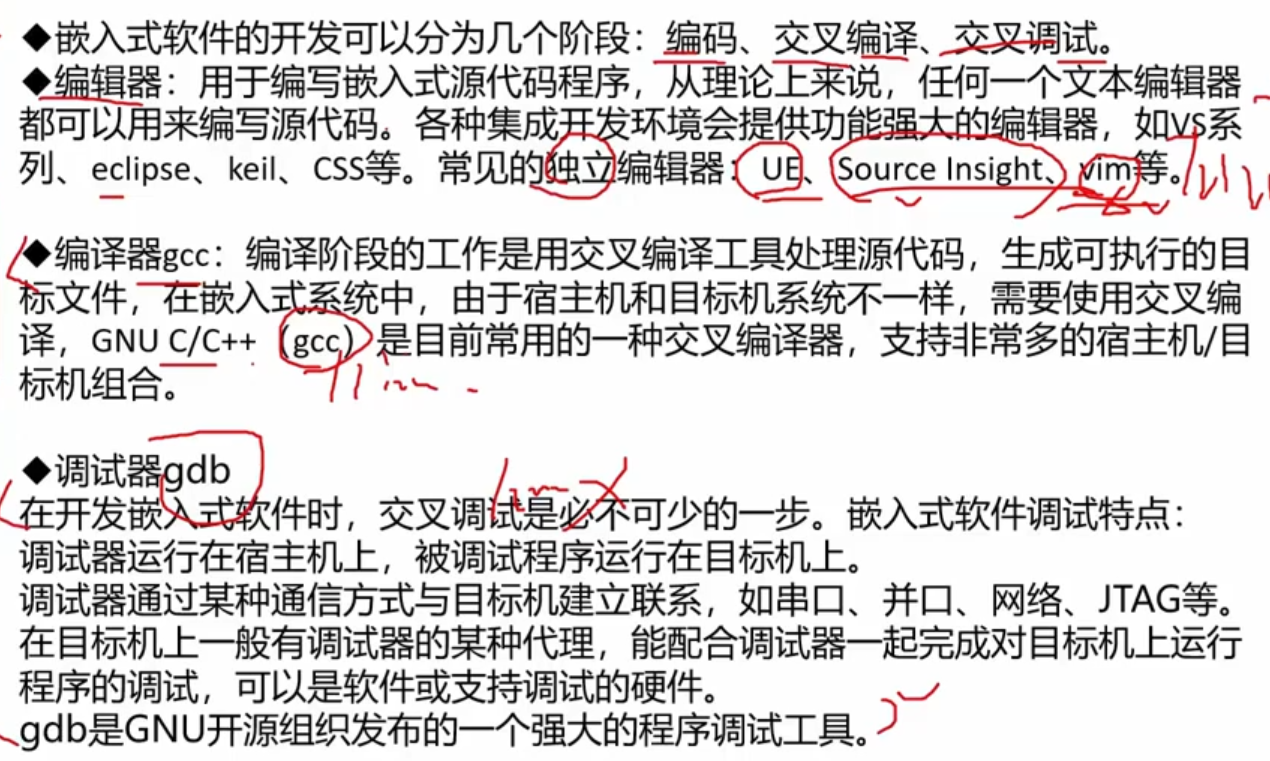 ◆嵌入式软件的开发可以分为几个阶段：编码、交叉编译、交叉调试。
◆编辑器：用于编写嵌入式源代码程序，从理论上来说，任何一个文本编辑器
都可以用来编写源代码。各种集成开发环境会提供功能强大的编辑器，如VS系
列、eclipse、keil、CSS等。常见的独立编辑器：UE、Source Insight、vim等。
◆编译器gcc：编译阶段的工作是用交叉编译工具处理源代码，生成可执行的目
标文件，在嵌入式系统中，由于宿主机和目标机系统不一样，需要使用交叉编
译，GNU C/C++（gcc）是目前常用的一种交叉编译器，支持非常多的宿主机/目
标机组合。
◆调试器gdb
在开发嵌入式软件时，交叉调试是必不可少的一步。嵌入式软件调试特点：
调试器运行在宿主机上，被调试程序运行在目标机上。
调试器通过某种通信方式与目标机建立联系，如串口、并口、网络、JTAG等。
在目标机上一般有调试器的某种代理，能配合调试器一起完成对目标机上运行
程序的调试，可以是软件或支持调试的硬件。
gdb是GNU开源组织发布的一个强大的程序调试工具。